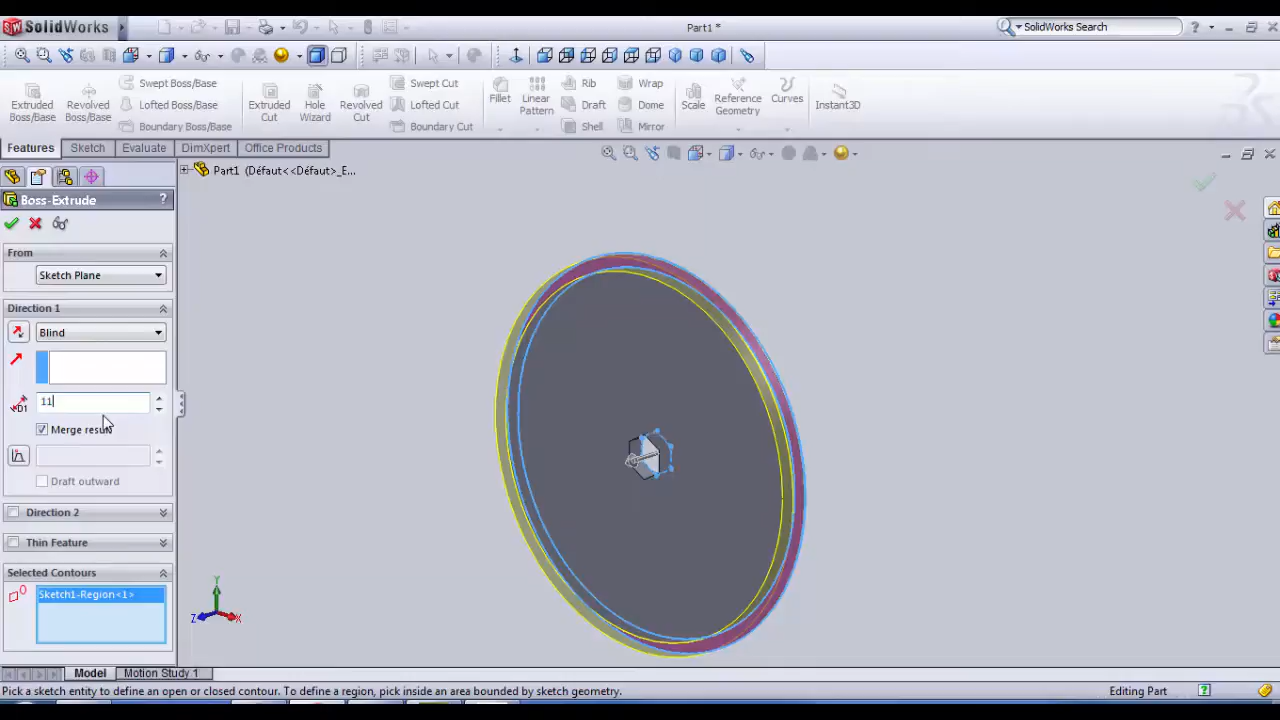 SolidWorks
Part1 *
SolidWorks Search
Extruded Boss/Base
Revolved Boss/Base
Swept Boss/Base
Lofted Boss/Base
Boundary Boss/Base
Extruded Cut
Hole Wizard
Revolved Cut
Swept Cut
Lofted Cut
Boundary Cut
Fillet
Linear Pattern
Rib
Draft
Shell
Wrap
Dome
Mirror
Scale
Reference Geometry
Curves
Instant3D
Features
Sketch
Evaluate
DimXpert
Office Products
Part1 (Défaut<<Défaut>_E...
Boss-Extrude
?
From
Sketch Plane
Direction 1
Blind
D1
11
Merge result
Draft outward
Direction 2
Thin Feature
Selected Contours
Sketch1-Region<1>
Y
Z
X
Model
Motion Study 1
Pick a sketch entity to define an open or closed contour. To define a region, pick inside an area bounded by sketch geometry.
Editing Part
?